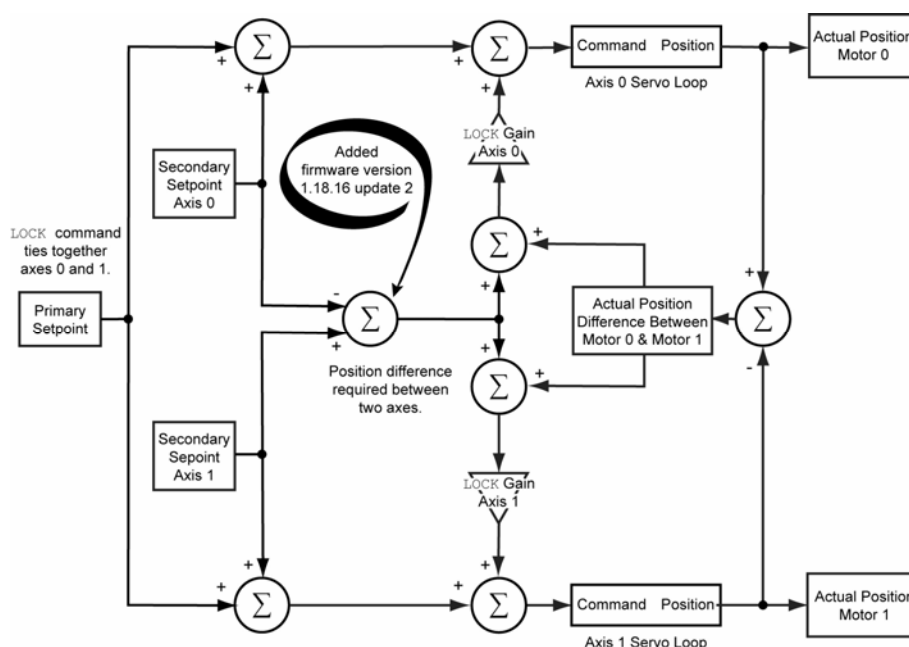 +
Σ
+
+
Σ
+
Command Position
Axis 0 Servo Loop
Actual Position
Motor 0
LOCK Gain
Axis 0
Added
firmware version
1.18.16 update 2
Secondary
Setpoint
Axis 0
LOCK command
ties together
axes 0 and 1.
Primary
Setpoint
-
Σ
+
Position difference
required between
two axes.
Σ
+
+
+
Σ
+
Actual Position
Difference Between
Motor 0 & Motor 1
+
Σ
-
Secondary
Sepoint
Axis 1
LOCK Gain
Axis 1
+
+
Σ
+
+
Σ
Command Position
Axis 1 Servo Loop
Actual Position
Motor 1